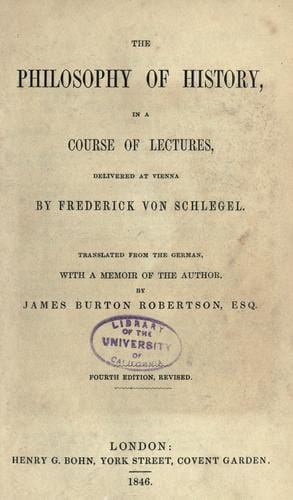 THE
PHILOSOPHY OF HISTORY,
IN A
COURSE OF LECTURES,
DELIVERED AT VIENNA
BY FREDERICK VON SCHLEGEL.
TRANSLATED FROM THE GERMAN,
WITH A MEMOIR OF THE AUTHOR,
BY
JAMES BURTON ROBERTSON, ESQ.
LIBRARY
OF THE
UNIVERSITY
OF
CALIFORNIA
FOURTH EDITION, REVISED.
LONDON:
HENRY G. BOHN, YORK STREET, COVENT GARDEN.
1846.